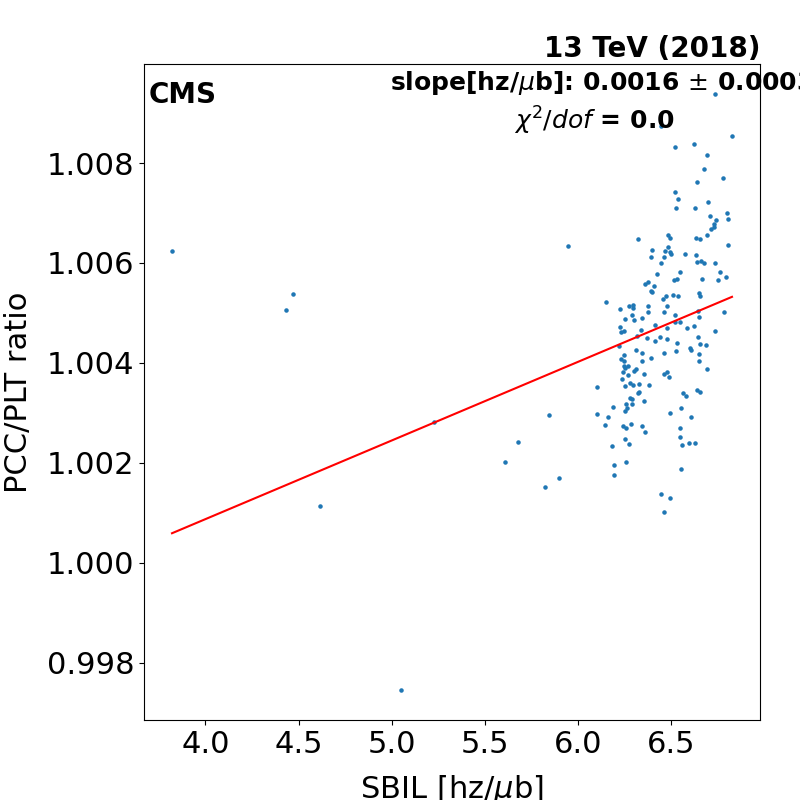 13 TeV (2018)
CMS
slope[hz/μb]: 0.0016 ± 0.0003
χ²/dof = 0.0
1.008
1.006
1.004
1.002
1.000
0.998
PCC/PLT ratio
4.0 4.5 5.0 5.5 6.0 6.5
SBIL [hz/μb]